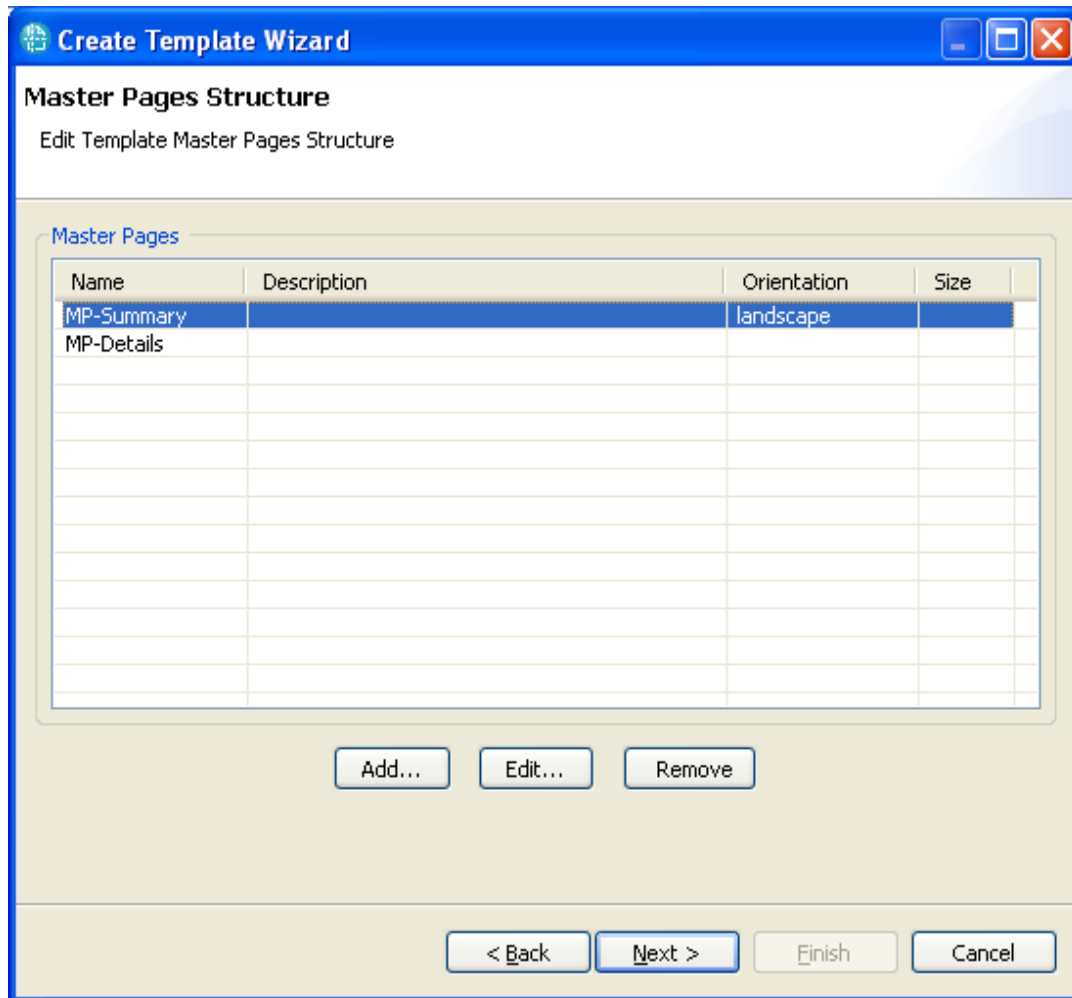 Create Template Wizard
Master Pages Structure
Edit Template Master Pages Structure
Master Pages
Name Description Orientation Size
MP-Summary landscape
MP-Details
Add... Edit... Remove
< Back Next > Finish Cancel